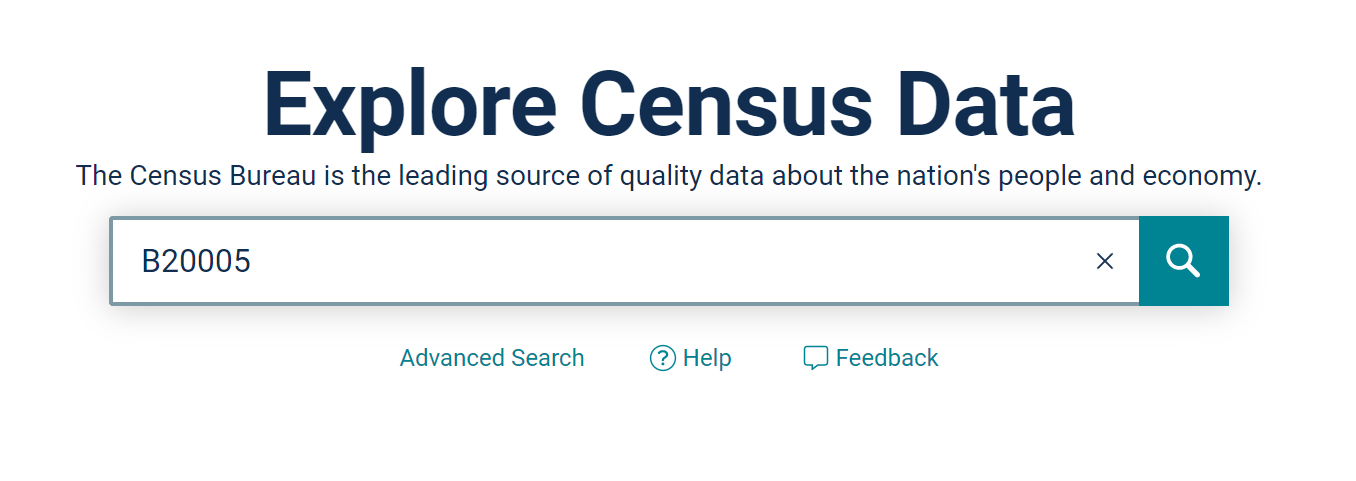 Explore Census Data
The Census Bureau is the leading source of quality data about the nation's people and economy.
B20005
Advanced Search
Help
Feedback